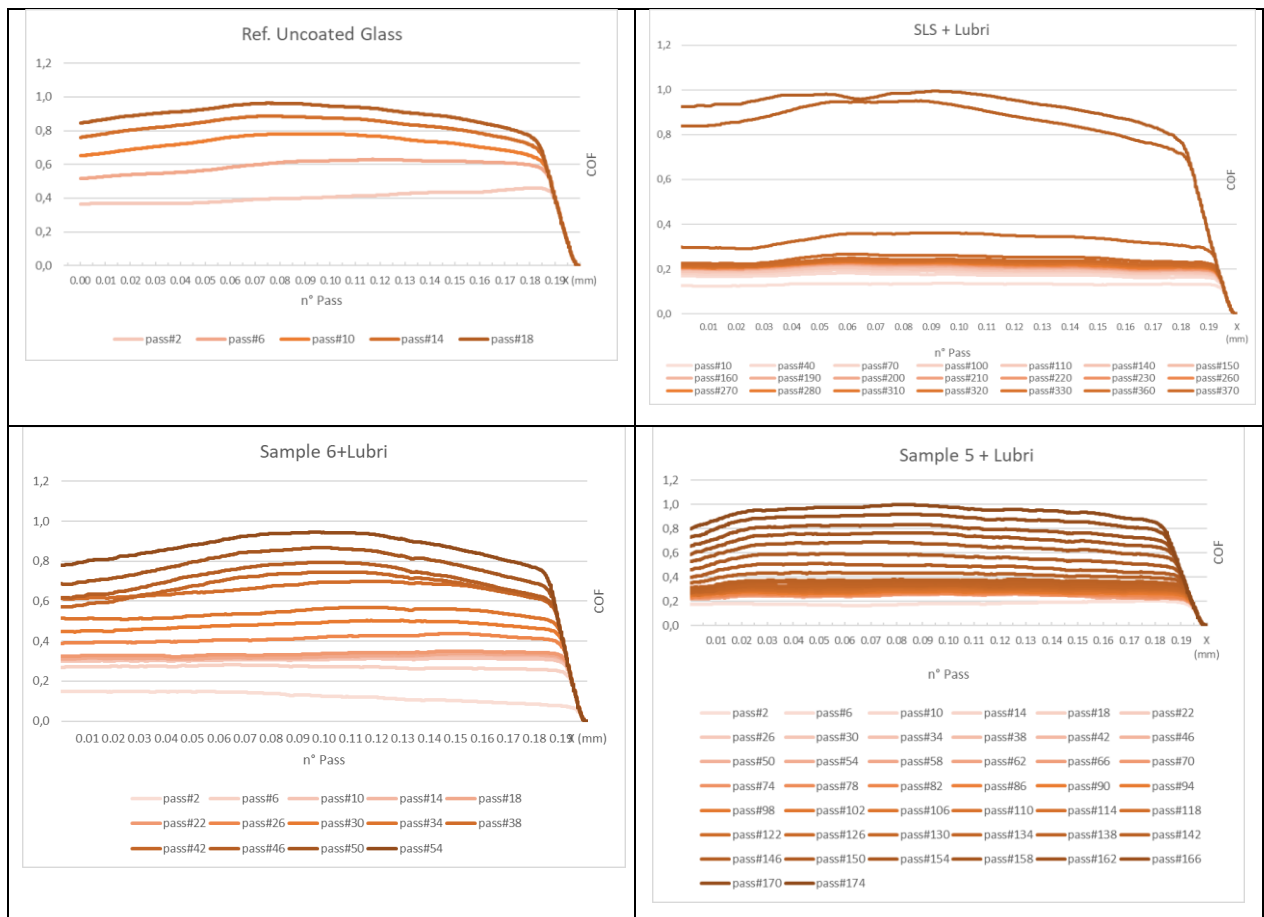 Ref. Uncoated Glass
1,2
1,0
0,8
0,6
0,4
0,2
0,0
COF
0.00 0.01 0.02 0.03 0.04 0.05 0.06 0.07 0.08 0.09 0.10 0.11 0.12 0.13 0.14 0.15 0.16 0.17 0.18 0.19 X (mm)
n° Pass
pass#2 pass#6 pass#10 pass#14 pass#18
SLS + Lubri
1,2
1,0
0,8
0,6
0,4
0,2
0,0
COF
0.01 0.02 0.03 0.04 0.05 0.06 0.07 0.08 0.09 0.10 0.11 0.12 0.13 0.14 0.15 0.16 0.17 0.18 0.19 X
(mm)
n° Pass
pass#10 pass#40 pass#70 pass#100 pass#110 pass#140 pass#150
pass#160 pass#190 pass#200 pass#210 pass#220 pass#230 pass#260
pass#270 pass#280 pass#310 pass#320 pass#330 pass#360 pass#370
Sample 6+Lubri
1,2
1,0
0,8
0,6
0,4
0,2
0,0
COF
0.01 0.02 0.03 0.04 0.05 0.06 0.07 0.08 0.09 0.10 0.11 0.12 0.13 0.14 0.15 0.16 0.17 0.18 0.19 X (mm)
n° Pass
pass#2 pass#6 pass#10 pass#14 pass#18
pass#22 pass#26 pass#30 pass#34 pass#38
pass#42 pass#46 pass#50 pass#54
Sample 5 + Lubri
1,2
1,0
0,8
0,6
0,4
0,2
0,0
COF
0.01 0.02 0.03 0.04 0.05 0.06 0.07 0.08 0.09 0.10 0.11 0.12 0.13 0.14 0.15 0.16 0.17 0.18 0.19 X
(mm)
n° Pass
pass#2 pass#6 pass#10 pass#14 pass#18 pass#22
pass#26 pass#30 pass#34 pass#38 pass#42 pass#46
pass#50 pass#54 pass#58 pass#62 pass#66 pass#70
pass#74 pass#78 pass#82 pass#86 pass#90 pass#94
pass#98 pass#102 pass#106 pass#110 pass#114 pass#118
pass#122 pass#126 pass#130 pass#134 pass#138 pass#142
pass#146 pass#150 pass#154 pass#158 pass#162 pass#166
pass#170 pass#174